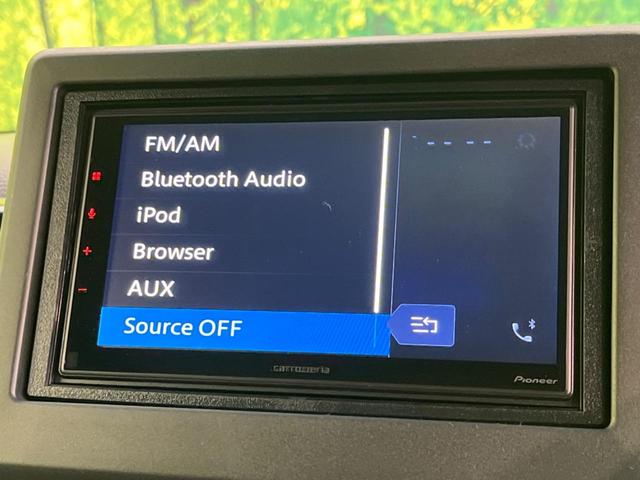 FM/AM
Bluetooth Audio
iPod
Browser
AUX
Source OFF
carrozzeria
Pioneer